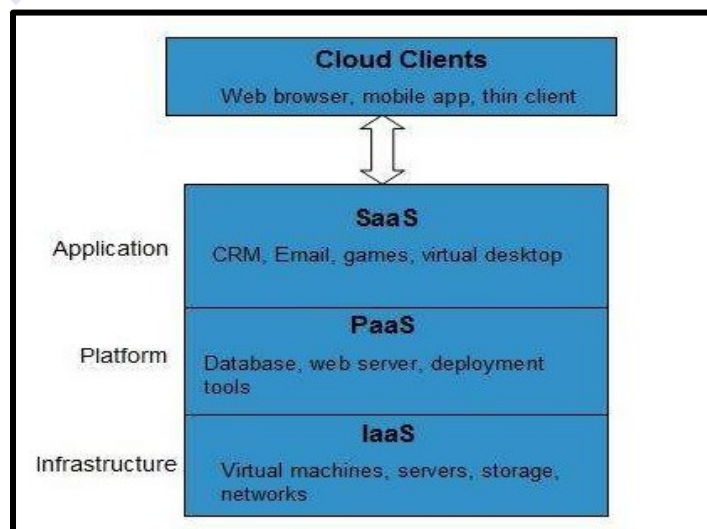 Cloud Clients
Web browser, mobile app, thin client
SaaS
Application
CRM, Email, games, virtual desktop
PaaS
Platform
Database, web server, deployment
tools
IaaS
Infrastructure
Virtual machines, servers, storage,
networks